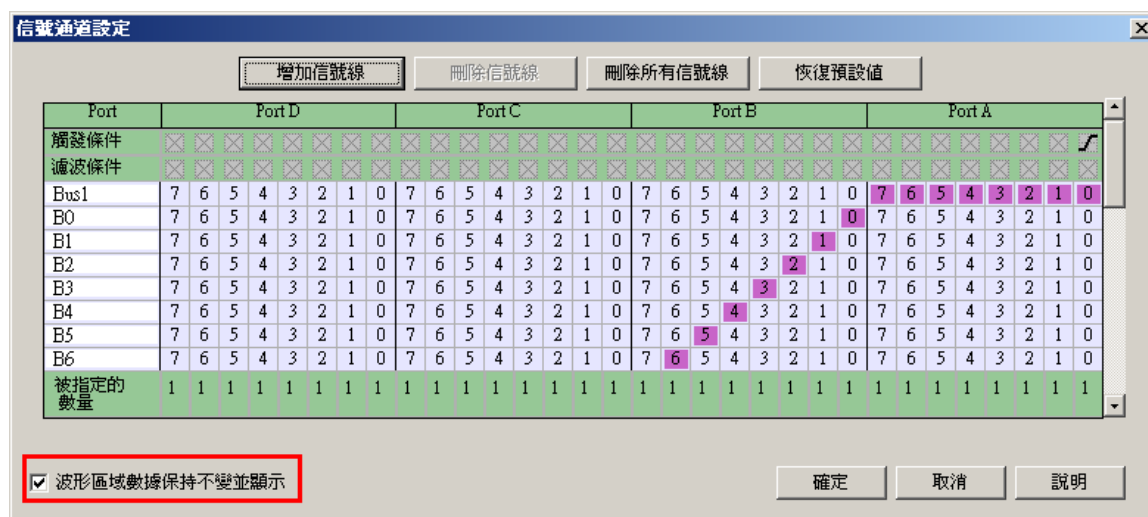 信號通道設定
增加信號線 刪除信號線 刪除所有信號線 恢復預設值
Port Port D Port C Port B Port A
觸發條件
濾波條件
Bus1 7 6 5 4 3 2 1 0 7 6 5 4 3 2 1 0 7 6 5 4 3 2 1 0 7 6 5 4 3 2 1 0
B0 7 6 5 4 3 2 1 0 7 6 5 4 3 2 1 0 7 6 5 4 3 2 1 0 7 6 5 4 3 2 1 0
B1 7 6 5 4 3 2 1 0 7 6 5 4 3 2 1 0 7 6 5 4 3 2 1 0 7 6 5 4 3 2 1 0
B2 7 6 5 4 3 2 1 0 7 6 5 4 3 2 1 0 7 6 5 4 3 2 1 0 7 6 5 4 3 2 1 0
B3 7 6 5 4 3 2 1 0 7 6 5 4 3 2 1 0 7 6 5 4 3 2 1 0 7 6 5 4 3 2 1 0
B4 7 6 5 4 3 2 1 0 7 6 5 4 3 2 1 0 7 6 5 4 3 2 1 0 7 6 5 4 3 2 1 0
B5 7 6 5 4 3 2 1 0 7 6 5 4 3 2 1 0 7 6 5 4 3 2 1 0 7 6 5 4 3 2 1 0
B6 7 6 5 4 3 2 1 0 7 6 5 4 3 2 1 0 7 6 5 4 3 2 1 0 7 6 5 4 3 2 1 0
被指定的
數量 1 1 1 1 1 1 1 1 1 1 1 1 1 1 1 1 1 1 1 1 1 1 1 1 1 1 1 1 1 1 1 1
波形區域數據保持不變並顯示 確定 取消 說明